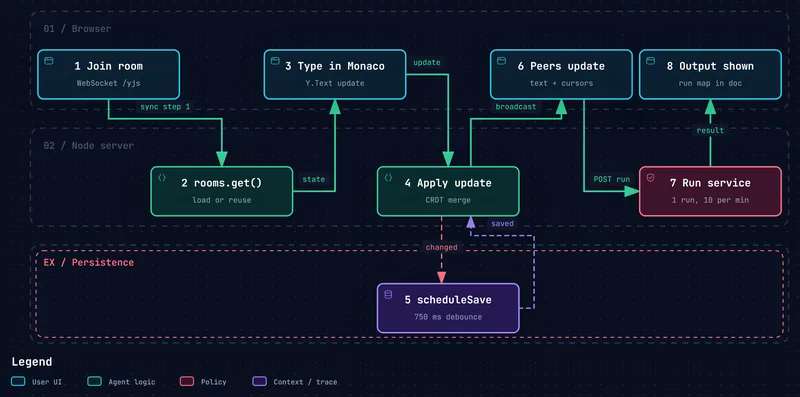 01 / Browser
1 Join room
WebSocket /yjs
3 Type in Monaco
Y.Text update
update
6 Peers update
text + cursors
8 Output shown
run map in doc
sync step 1
broadcast
result
02 / Node server
2 rooms.get()
load or reuse
state
4 Apply update
CRDT merge
POST run
7 Run service
1 run, 10 per min
saved
changed
EX / Persistence
5 scheduleSave
750 ms debounce
Legend
User UI
Agent logic
Policy
Context / trace